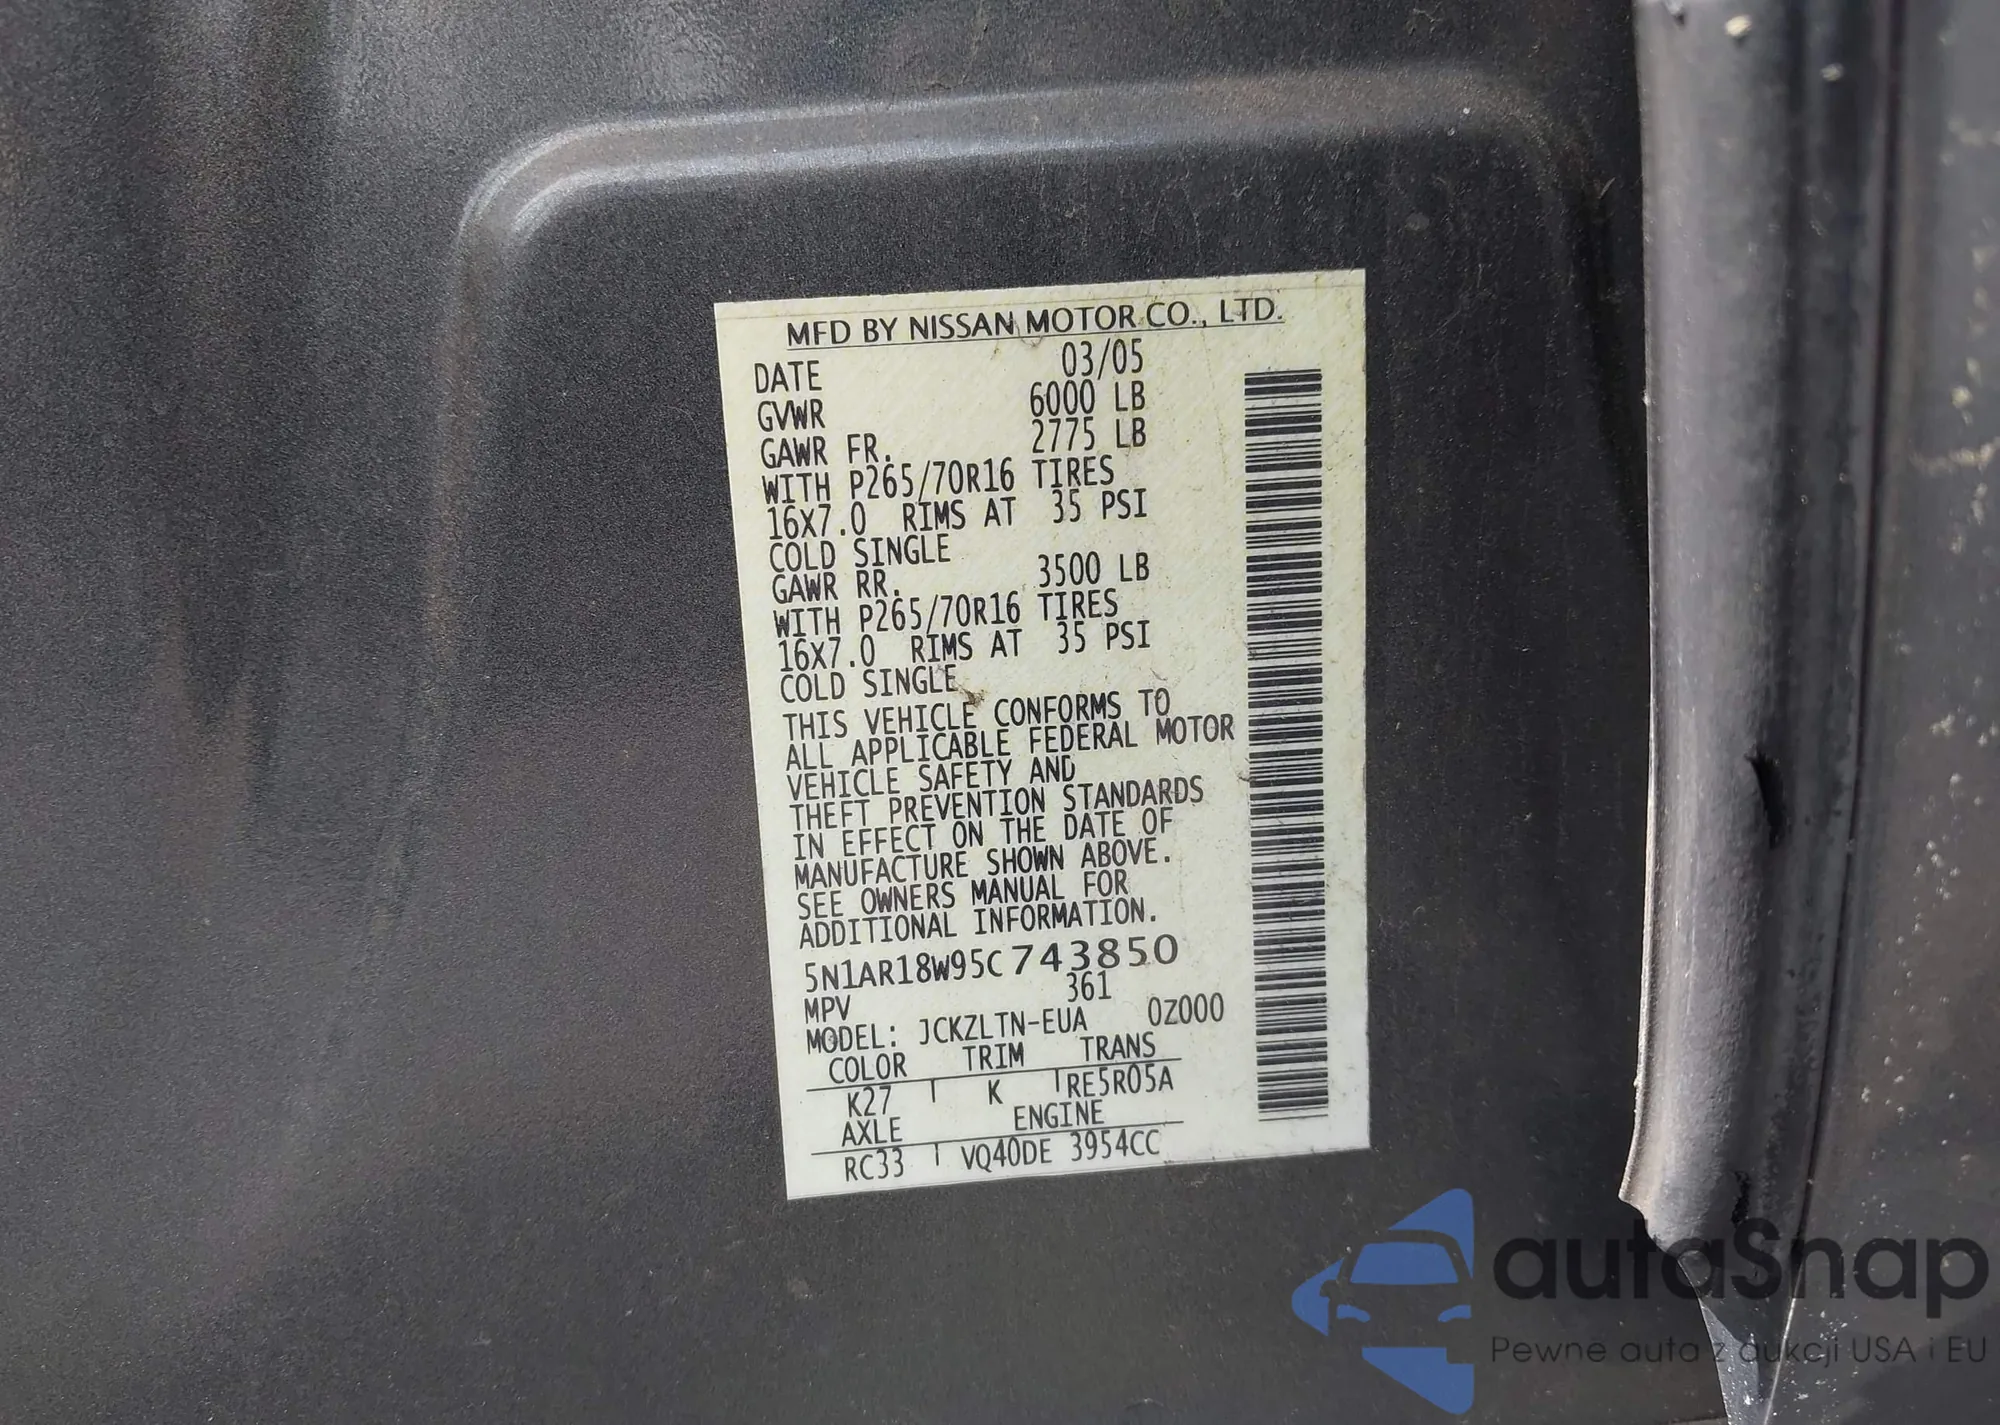 MFD BY NISSAN MOTOR CO., LTD.
DATE 03/05
GVWR 6000 LB
GAWR FR. 2775 LB
WITH P265/70R16 TIRES
16X7.0 RIMS AT 35 PSI
COLD SINGLE
GAWR RR. 3500 LB
WITH P265/70R16 TIRES
16X7.0 RIMS AT 35 PSI
COLD SINGLE
THIS VEHICLE CONFORMS TO
ALL APPLICABLE FEDERAL MOTOR
VEHICLE SAFETY AND
THEFT PREVENTION STANDARDS
IN EFFECT ON THE DATE OF
MANUFACTURE SHOWN ABOVE.
SEE OWNERS MANUAL FOR
ADDITIONAL INFORMATION.
5N1AR18W95C743850
MPV 361
MODEL: JCKZLTN-EUA 0Z000
COLOR TRIM TRANS
K27 K RE5R05A
AXLE ENGINE
RC33 VQ40DE 3954CC
autaSnap
Pewne auta z aukcji USA i EU